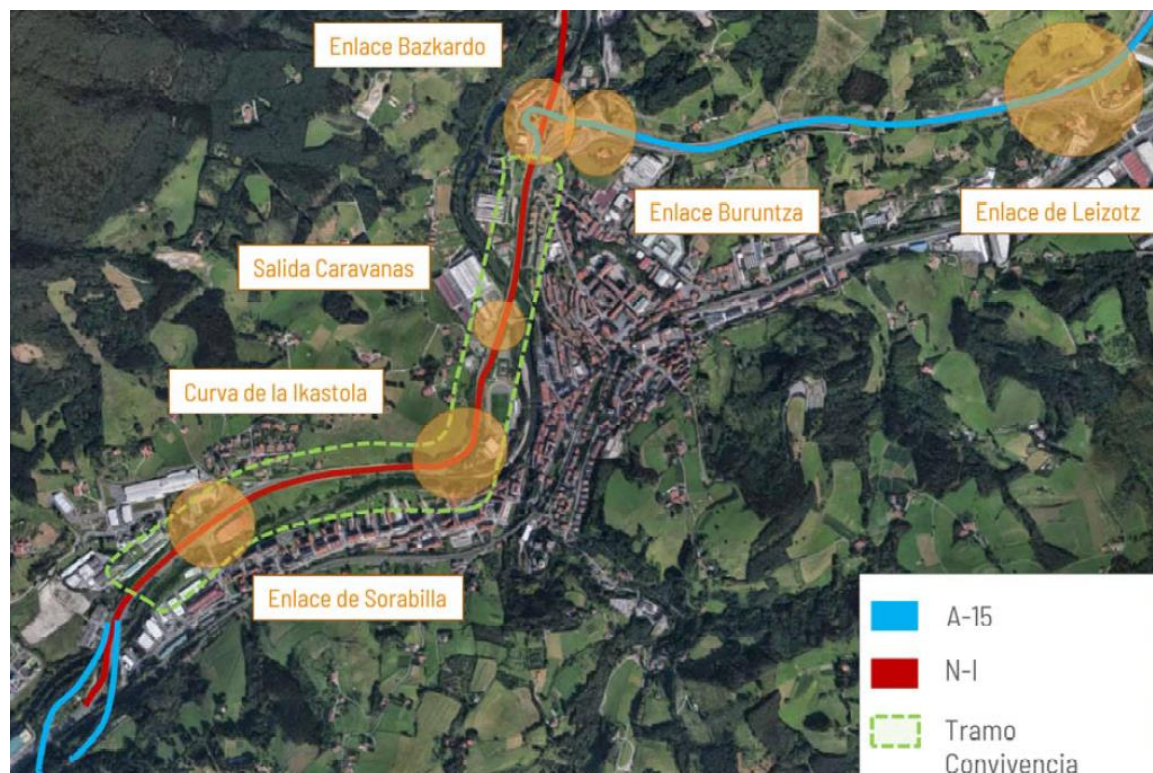 Enlace Bazkardo
Enlace Buruntza
Enlace de Leizotz
Salida Caravanas
Curva de la Ikastola
Enlace de Sorabilla
A-15
N-I
Tramo
Convivencia